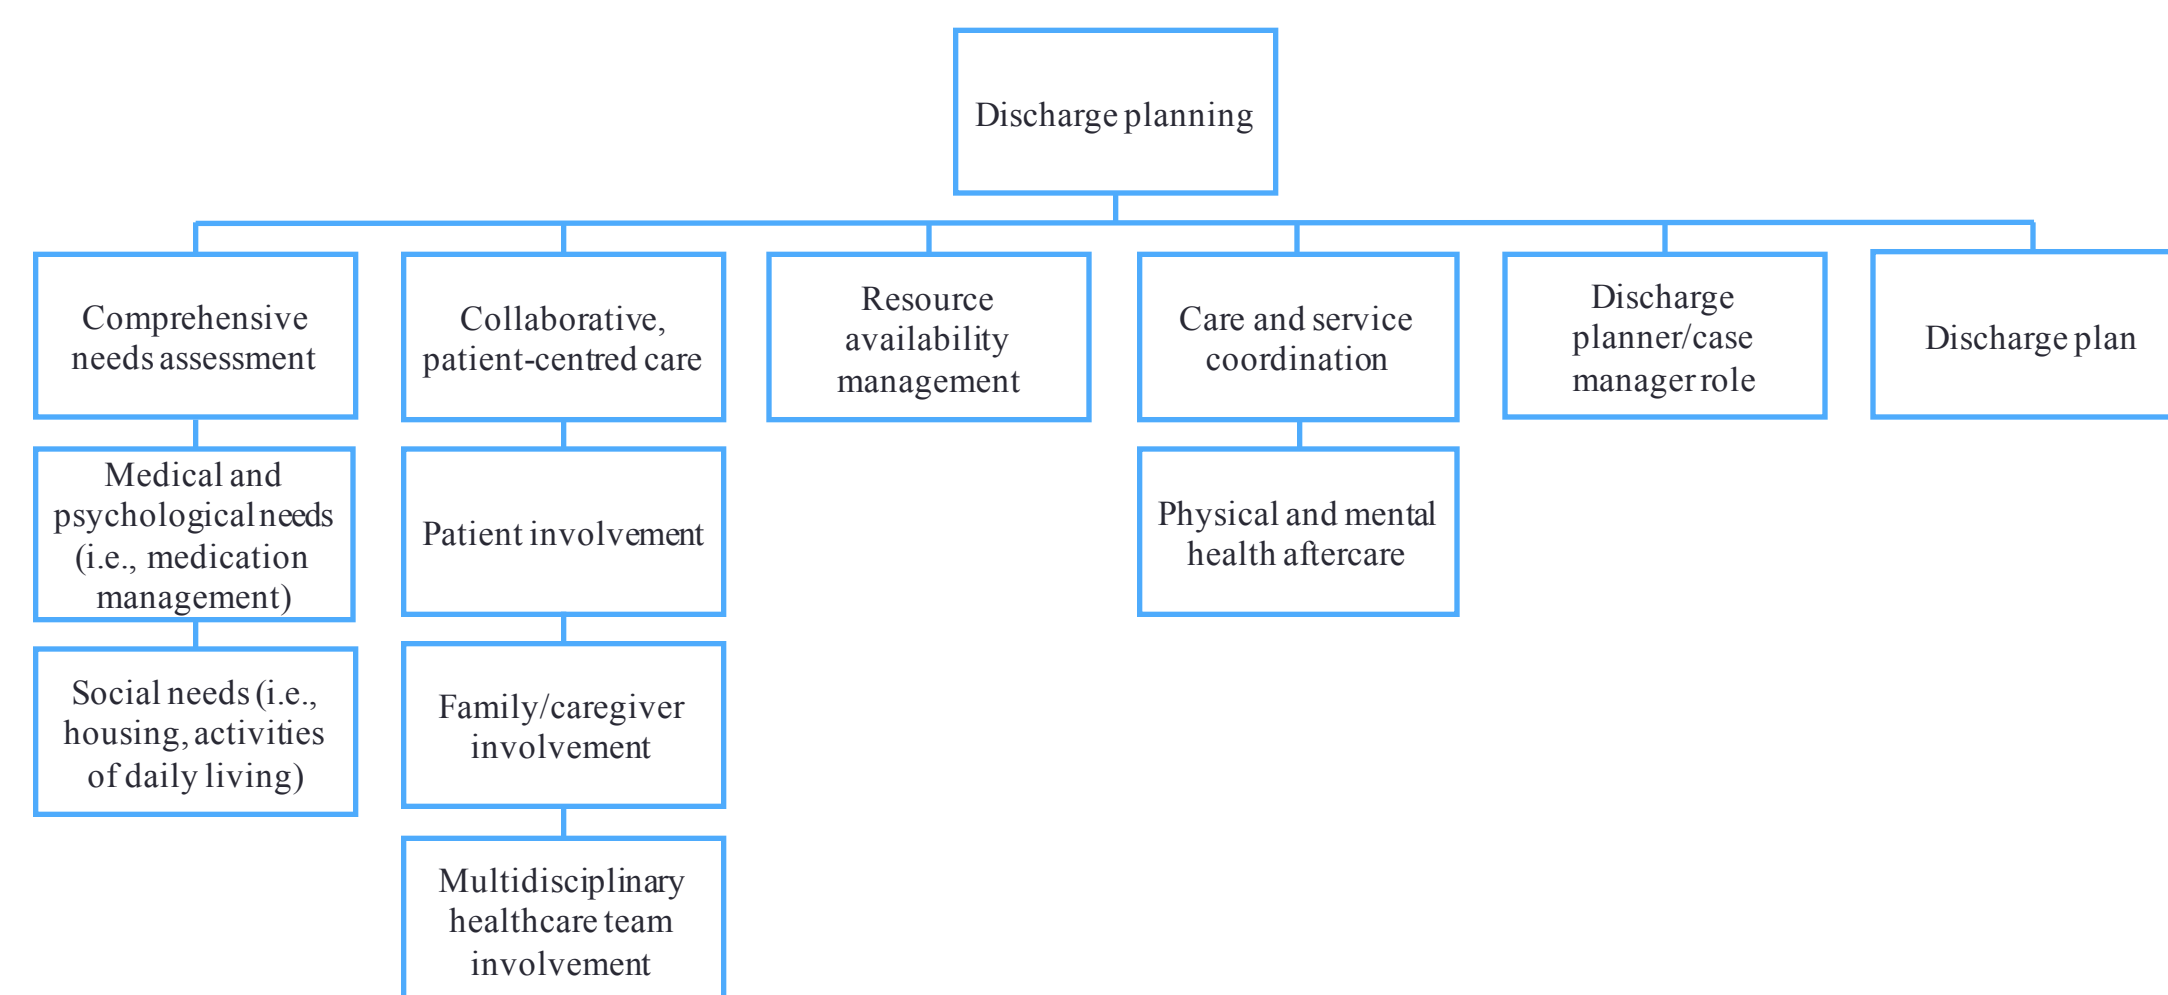 Discharge planning
Comprehensive
needs assessment
Collaborative,
patient-centred care
Resource
availability
management
Care and service
coordination
Discharge
planner/case
manager role
Discharge plan
Medical and
psychological needs
(i.e., medication
management)
Patient involvement
Physical and mental
health aftercare
Social needs (i.e.,
housing, activities
of daily living)
Family/caregiver
involvement
Multidisciplinary
healthcare team
involvement